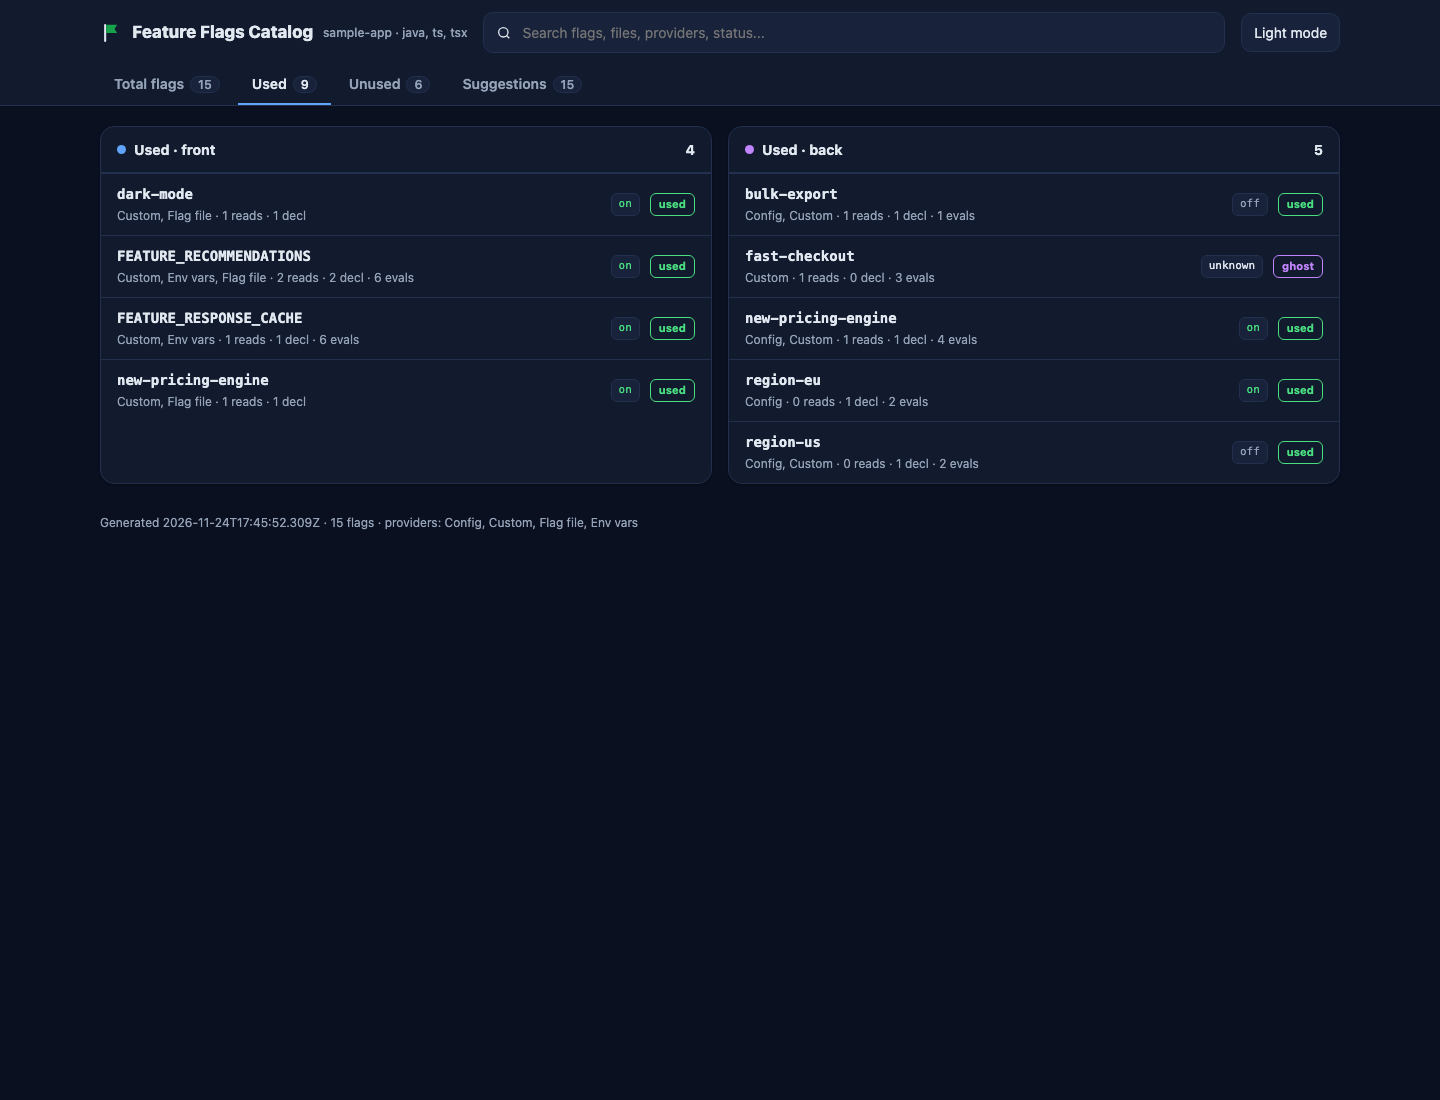 Feature Flags Catalog sample-app · java, ts, tsx
Search flags, files, providers, status...
Light mode
Total flags 15
Used 9
Unused 6
Suggestions 15
Used · front 4
dark-mode
on used
Custom, Flag file · 1 reads · 1 decl
FEATURE_RECOMMENDATIONS
on used
Custom, Env vars, Flag file · 2 reads · 2 decl · 6 evals
FEATURE_RESPONSE_CACHE
on used
Custom, Env vars · 1 reads · 1 decl · 6 evals
new-pricing-engine
on used
Custom, Flag file · 1 reads · 1 decl
Used · back 5
bulk-export
off used
Config, Custom · 1 reads · 1 decl · 1 evals
fast-checkout
unknown ghost
Custom · 1 reads · 0 decl · 3 evals
new-pricing-engine
on used
Config, Custom · 1 reads · 1 decl · 4 evals
region-eu
on used
Config · 0 reads · 1 decl · 2 evals
region-us
off used
Config, Custom · 0 reads · 1 decl · 2 evals
Generated 2026-11-24T17:45:52.309Z · 15 flags · providers: Config, Custom, Flag file, Env vars